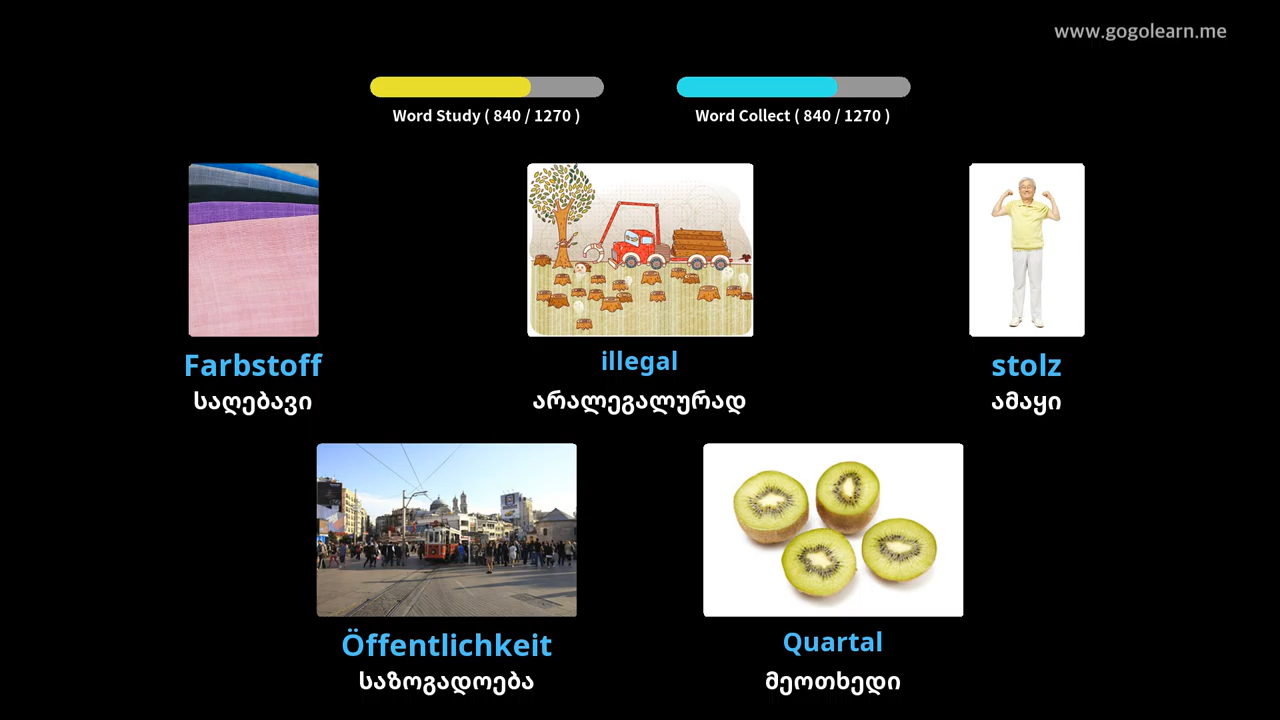 www.gogolearn.me
Word Study ( 840 / 1270 )
Word Collect ( 840 / 1270 )
Farbstoff
საღებავი
illegal
არალეგალურად
stolz
ამაყი
Öffentlichkeit
საზოგადოება
Quartal
მეოთხედი